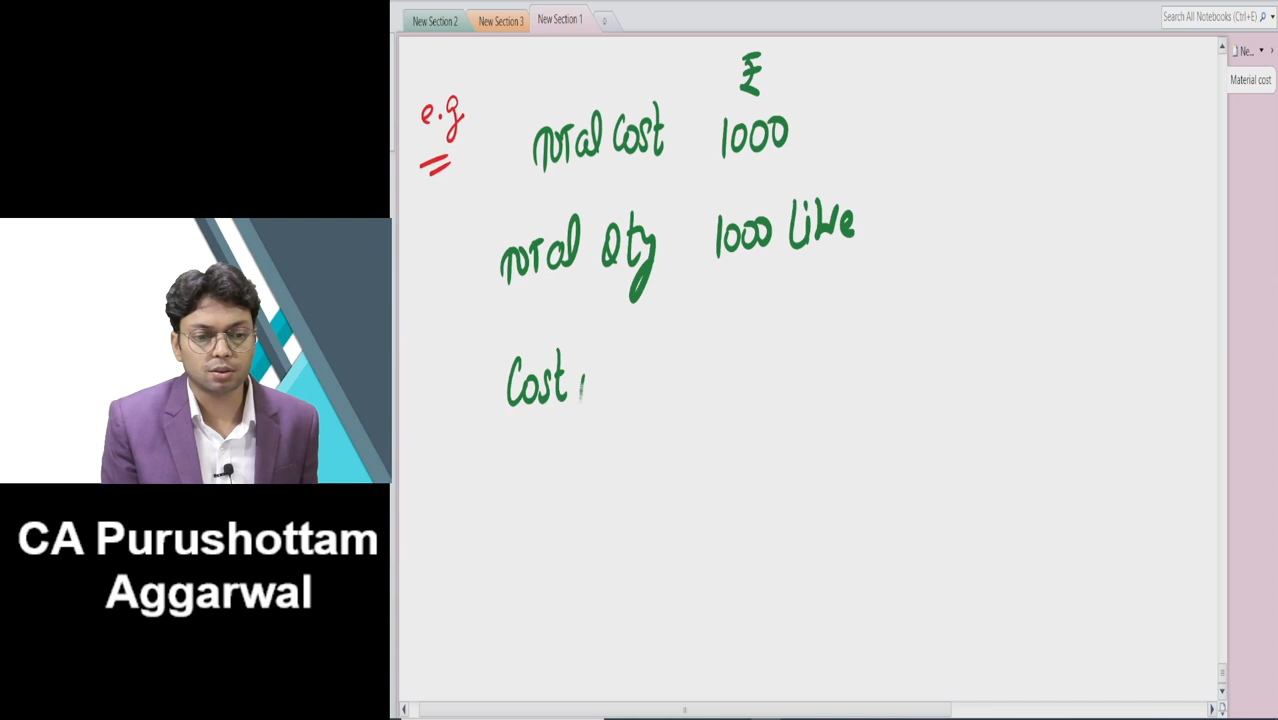 New Section 2
New Section 3
New Section 1
Search All Notebooks (Ctrl+E)
Ne...
Material cost
₹
e.g
Total Cost 1000
Total Qty 1000 Litre
Cost
CA Purushottam
Aggarwal